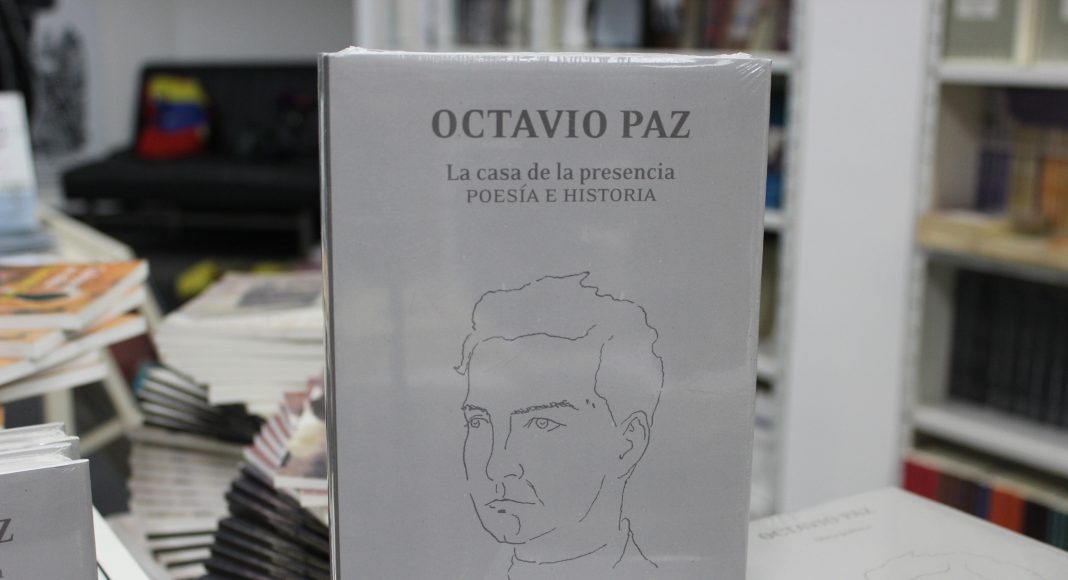 OCTAVIO PAZ
La casa de la presencia
POESÍA E HISTORIA
OCTAVIO PAZ